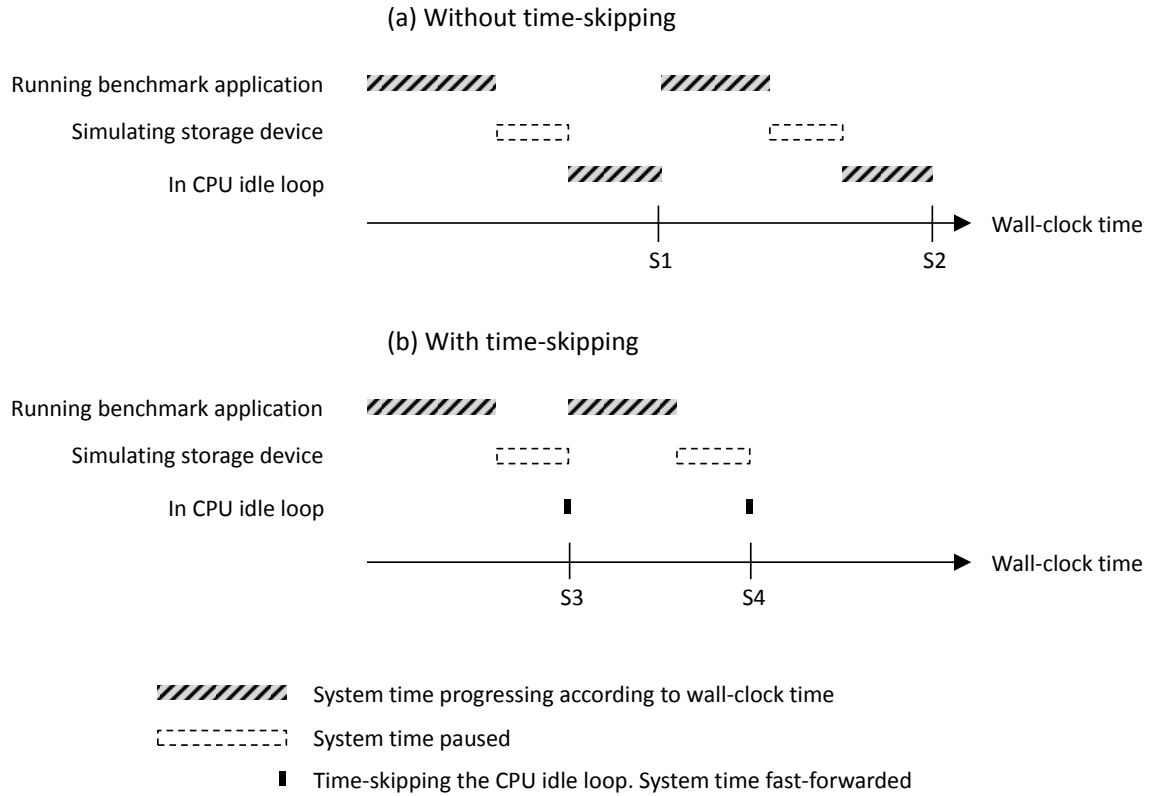 (a) Without time-skipping
Running benchmark application
Simulating storage device
In CPU idle loop
Wall-clock time
S1
S2
(b) With time-skipping
Running benchmark application
Simulating storage device
In CPU idle loop
Wall-clock time
S3
S4
System time progressing according to wall-clock time
System time paused
Time-skipping the CPU idle loop. System time fast-forwarded